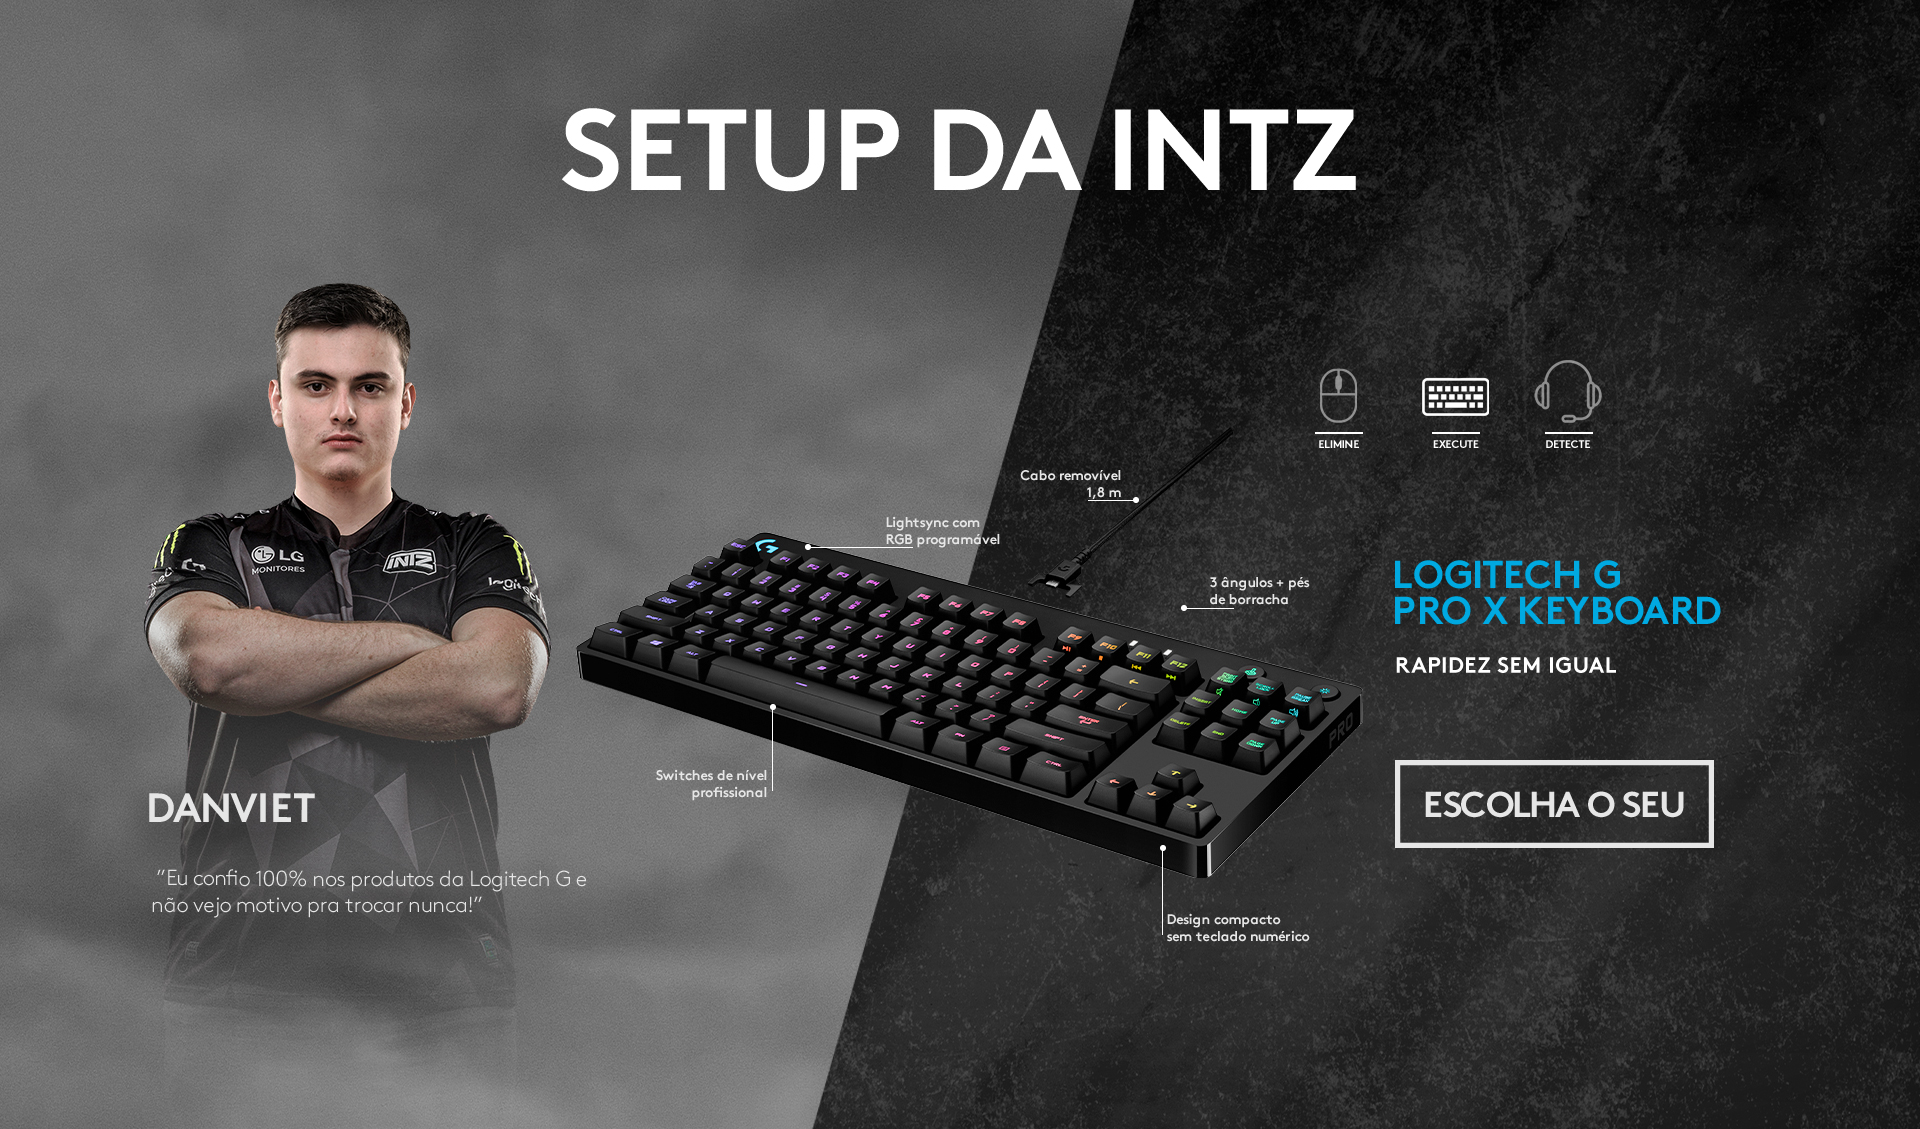 SETUP DA INTZ
ELIMINE
EXECUTE
DETECTE
Cabo removível
1,8 m
Lightsync com
RGB programável
3 ângulos + pés
de borracha
LG
MONITORES
INTZ
LOGITECH G
PRO X KEYBOARD
RAPIDEZ SEM IGUAL
PRO
Switches de nível
profissional
ESCOLHA O SEU
DANVIET
"Eu confio 100% nos produtos da Logitech G e
não vejo motivo pra trocar nunca!"
Design compacto
sem teclado numérico